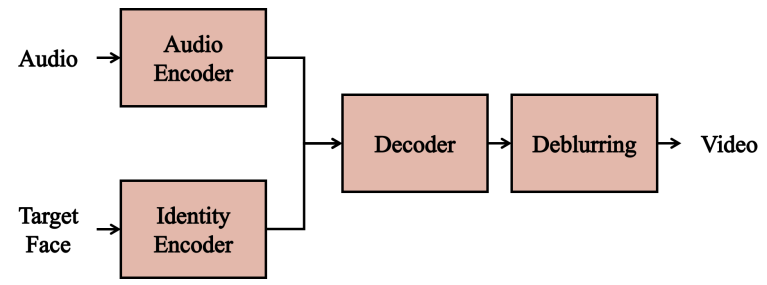 Audio
Audio
Encoder
Target
Face
Identity
Encoder
Decoder
Deblurring
Video